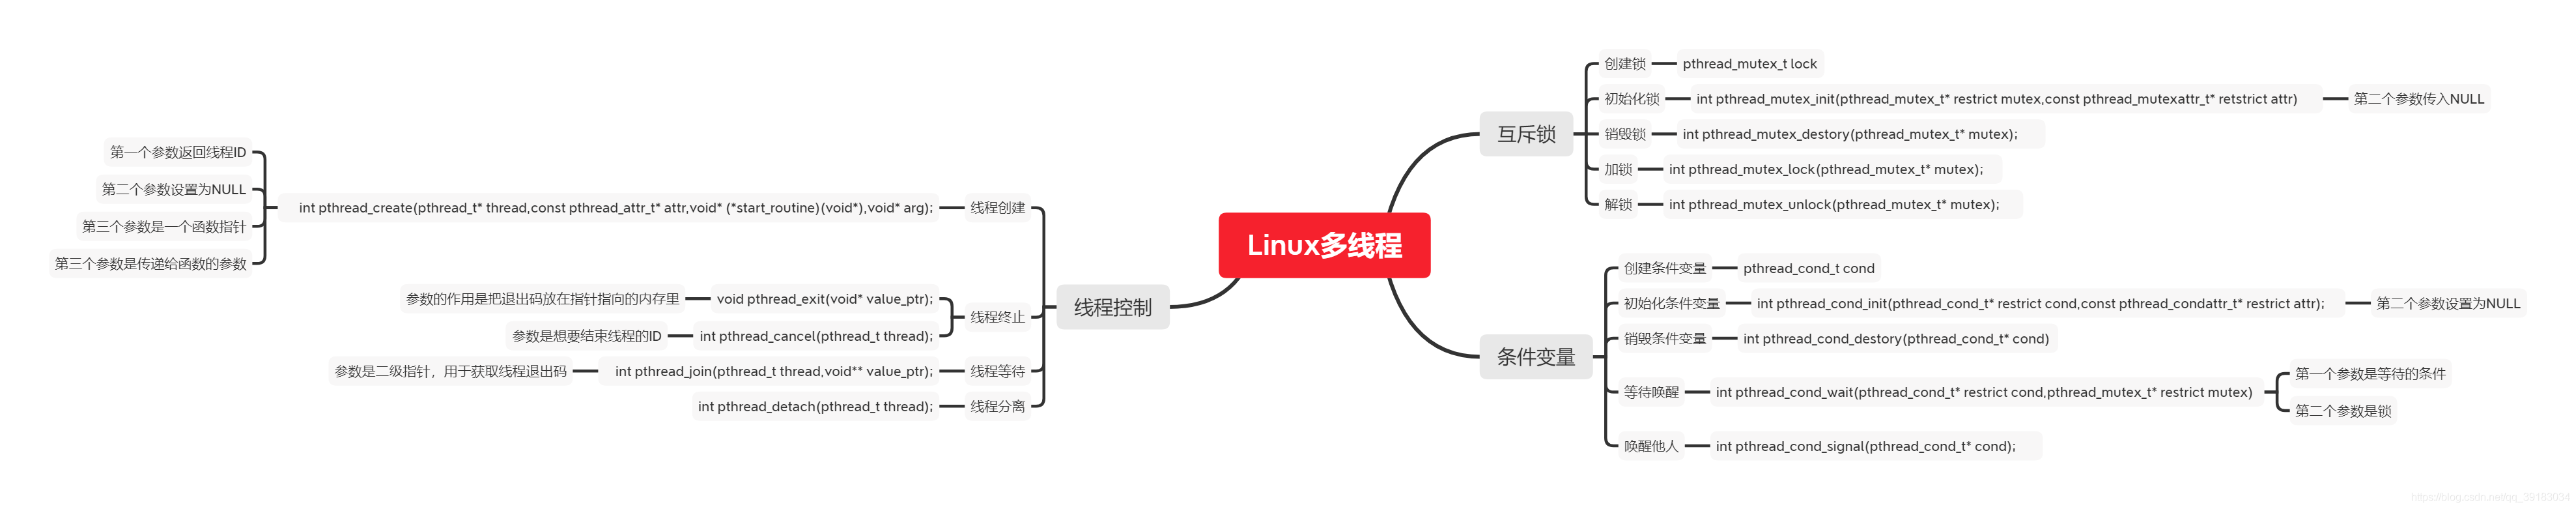 Linux多线程
互斥锁
创建锁
pthread_mutex_t lock
初始化锁
int pthread_mutex_init(pthread_mutex_t* restrict mutex,const pthread_mutexattr_t* retstrict attr)
第二个参数传入NULL
销毁锁
int pthread_mutex_destory(pthread_mutex_t* mutex);
加锁
int pthread_mutex_lock(pthread_mutex_t* mutex);
解锁
int pthread_mutex_unlock(pthread_mutex_t* mutex);
条件变量
创建条件变量
pthread_cond_t cond
初始化条件变量
int pthread_cond_init(pthread_cond_t* restrict cond,const pthread_condattr_t* restrict attr);
第二个参数设置为NULL
销毁条件变量
int pthread_cond_destory(pthread_cond_t* cond)
等待唤醒
int pthread_cond_wait(pthread_cond_t* restrict cond,pthread_mutex_t* restrict mutex)
第一个参数是等待的条件
第二个参数是锁
唤醒他人
int pthread_cond_signal(pthread_cond_t* cond);
线程控制
线程创建
int pthread_create(pthread_t* thread,const pthread_attr_t* attr,void* (*start_routine)(void*),void* arg);
第一个参数返回线程ID
第二个参数设置为NULL
第三个参数是一个函数指针
第三个参数是传递给函数的参数
线程终止
void pthread_exit(void* value_ptr);
参数的作用是把退出码放在指针指向的内存里
int pthread_cancel(pthread_t thread);
参数是想要结束线程的ID
线程等待
int pthread_join(pthread_t thread,void** value_ptr);
参数是二级指针，用于获取线程退出码
线程分离
int pthread_detach(pthread_t thread);
https://blog.csdn.net/qq_39183034